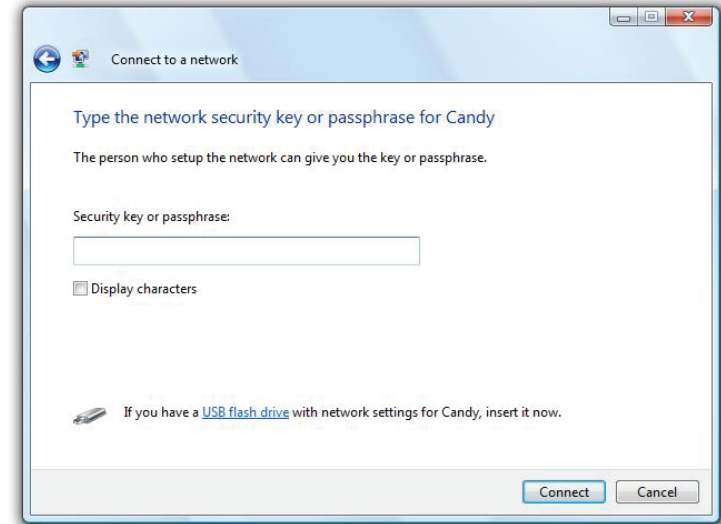 Connect to a network
Type the network security key or passphrase for Candy
The person who setup the network can give you the key or passphrase.
Security key or passphrase:
Display characters
If you have a USB flash drive with network settings for Candy, insert it now.
Connect Cancel